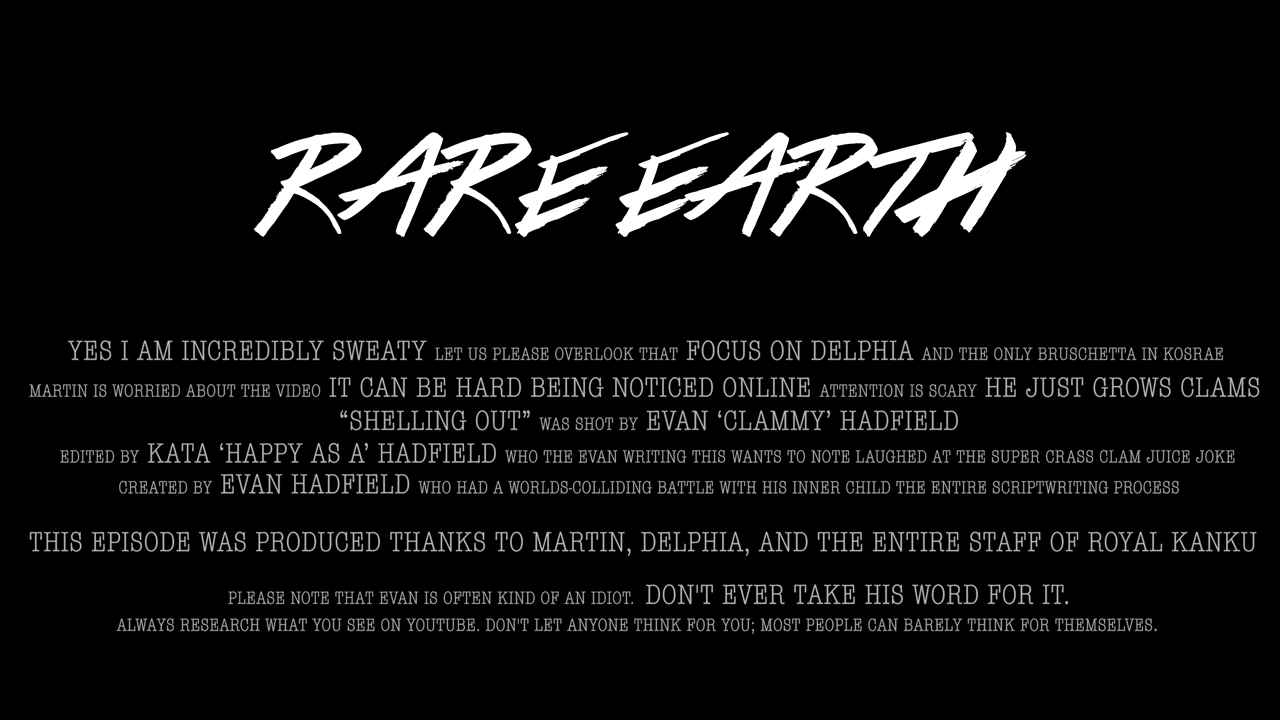 RARE EARTH
YES I AM INCREDIBLY SWEATY LET US PLEASE OVERLOOK THAT FOCUS ON DELPHIA AND THE ONLY BRUSCHETTA IN KOSRAE
MARTIN IS WORRIED ABOUT THE VIDEO IT CAN BE HARD BEING NOTICED ONLINE ATTENTION IS SCARY HE JUST GROWS CLAMS
“SHELLING OUT” WAS SHOT BY EVAN ‘CLAMMY’ HADFIELD
EDITED BY KATA ‘HAPPY AS A’ HADFIELD WHO THE EVAN WRITING THIS WANTS TO NOTE LAUGHED AT THE SUPER CRASS CLAM JUICE JOKE
CREATED BY EVAN HADFIELD WHO HAD A WORLDS-COLLIDING BATTLE WITH HIS INNER CHILD THE ENTIRE SCRIPTWRITING PROCESS
THIS EPISODE WAS PRODUCED THANKS TO MARTIN, DELPHIA, AND THE ENTIRE STAFF OF ROYAL KANKU
PLEASE NOTE THAT EVAN IS OFTEN KIND OF AN IDIOT. DON'T EVER TAKE HIS WORD FOR IT.
ALWAYS RESEARCH WHAT YOU SEE ON YOUTUBE. DON'T LET ANYONE THINK FOR YOU; MOST PEOPLE CAN BARELY THINK FOR THEMSELVES.